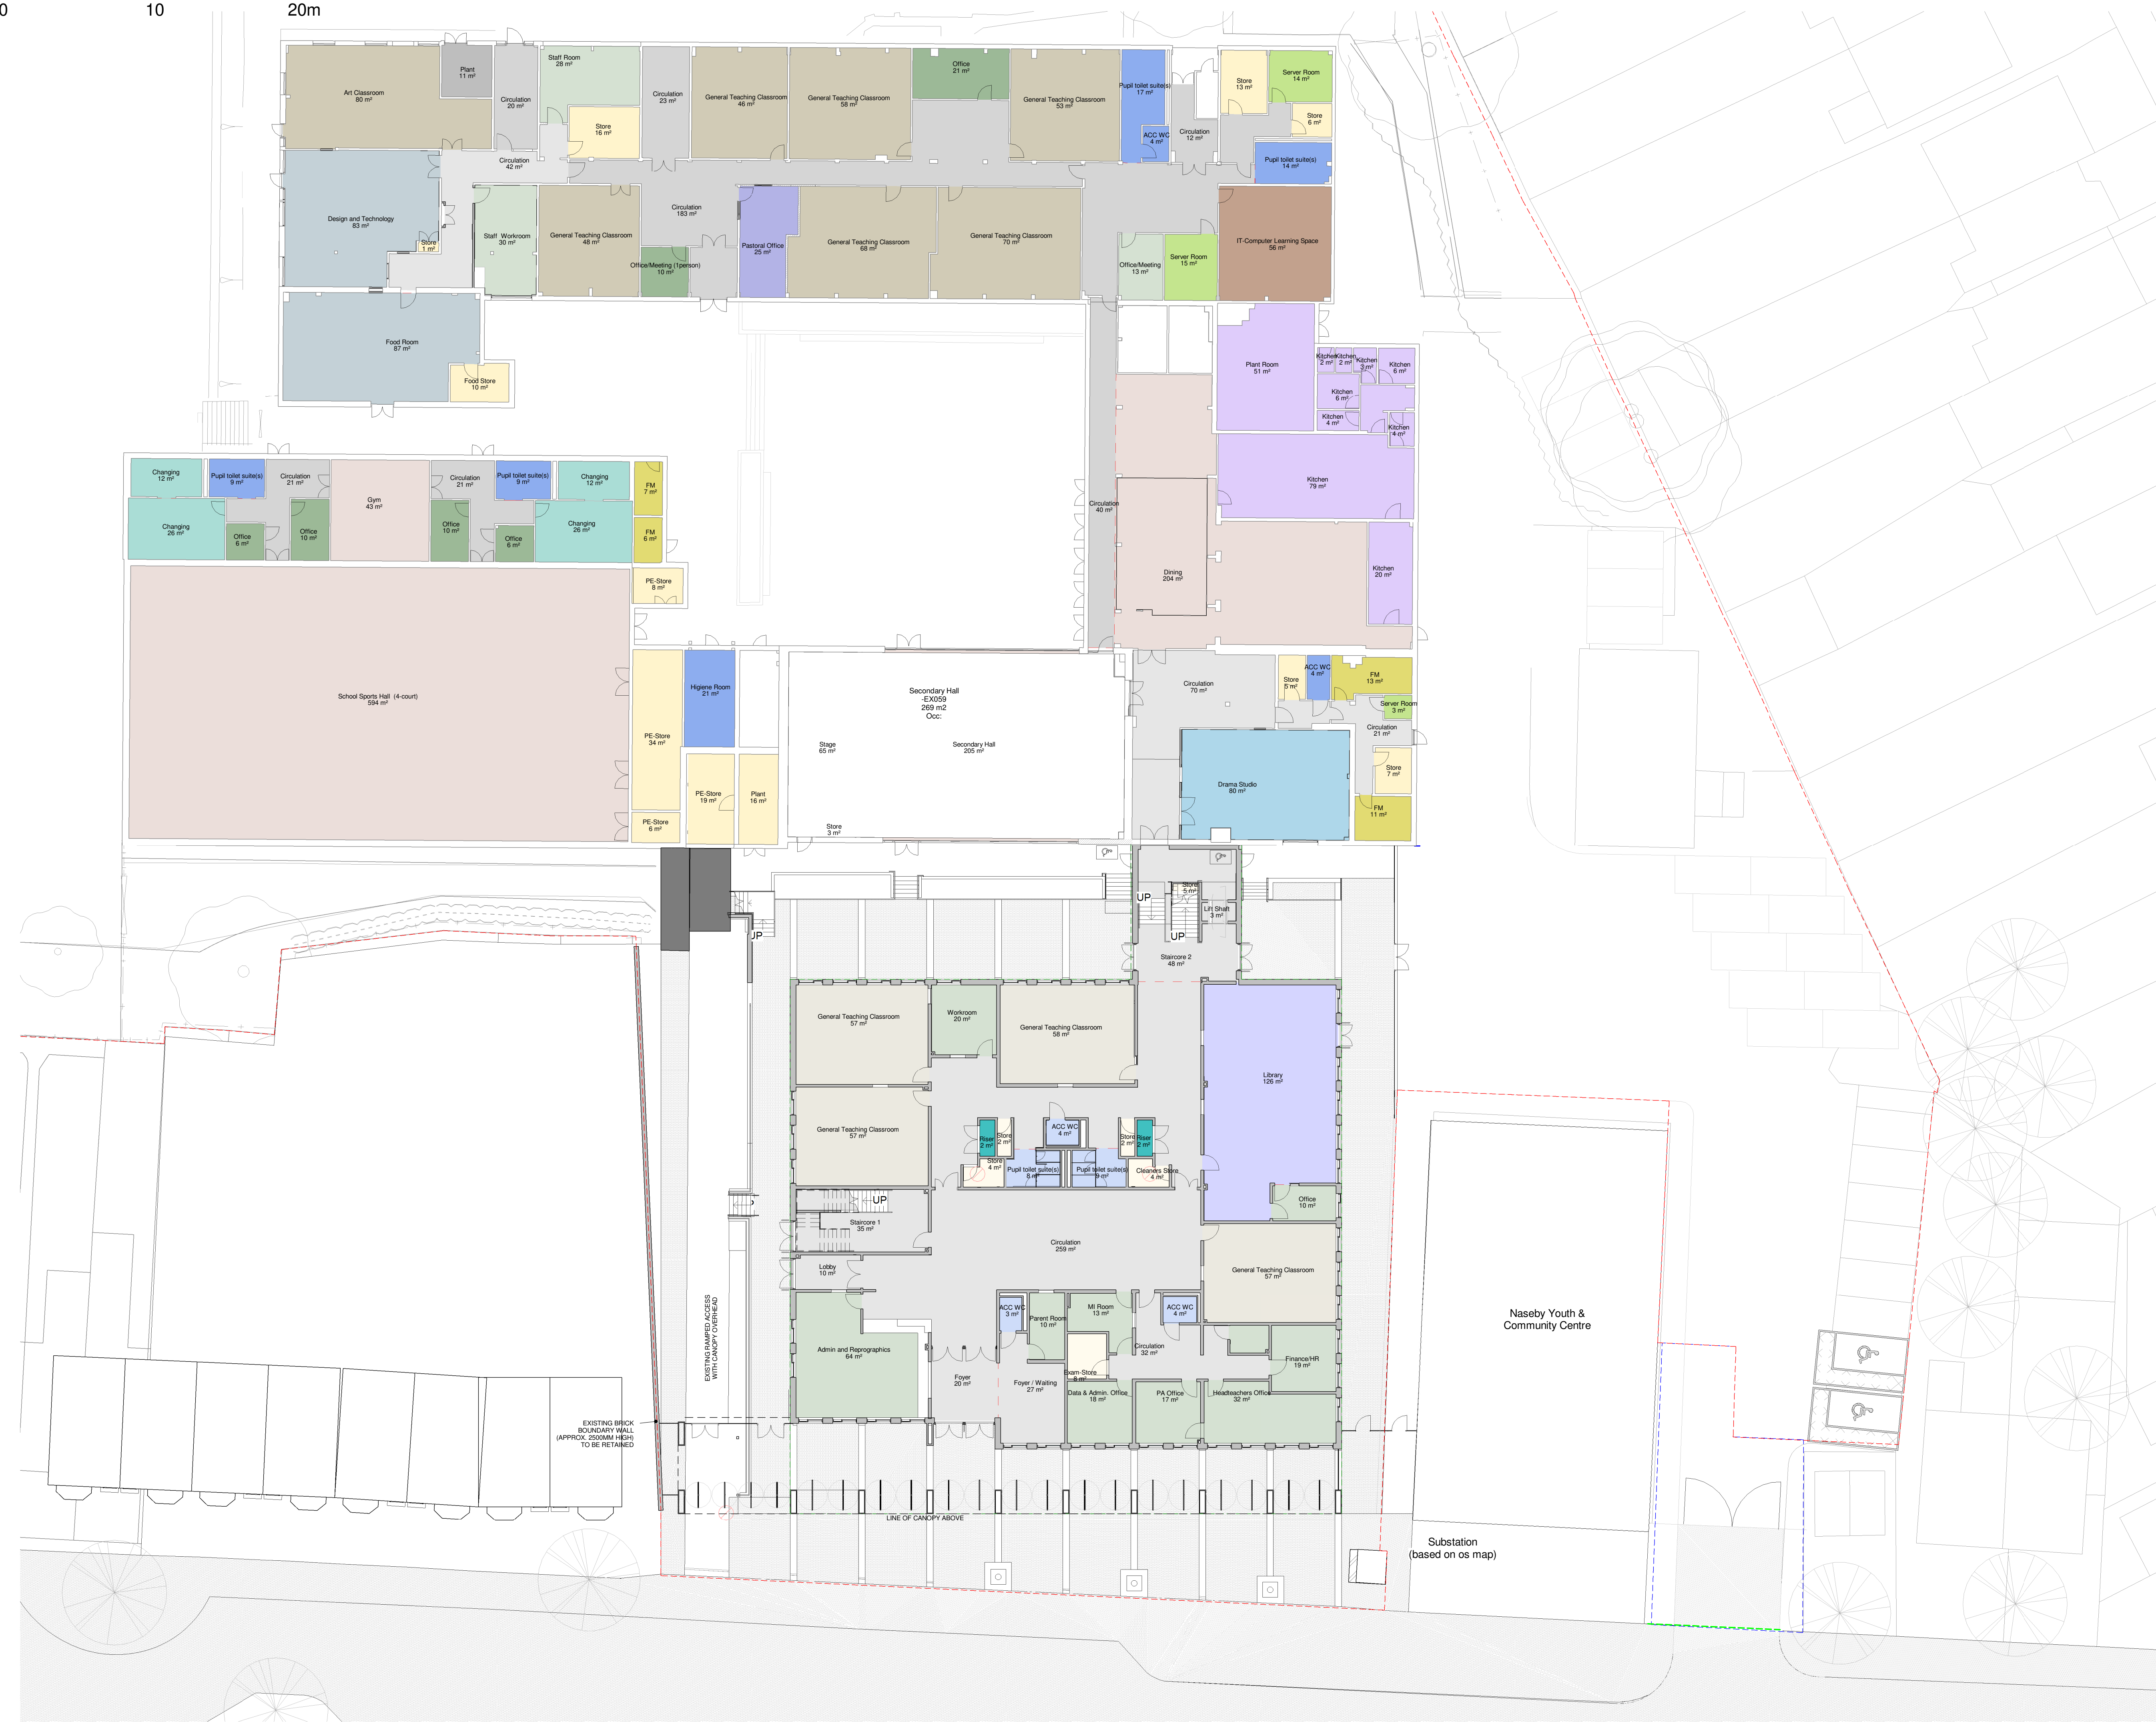 0
10
20m
Art Classroom
80 m²
Plant
11 m²
Circulation
20 m²
Staff Room
28 m²
Store
16 m²
Circulation
23 m²
General Teaching Classroom
46 m²
General Teaching Classroom
58 m²
Office
21 m²
General Teaching Classroom
53 m²
Pupil toilet suite(s)
17 m²
ACC WC
4 m²
Circulation
12 m²
Store
13 m²
Server Room
14 m²
Store
6 m²
Pupil toilet suite(s)
14 m²
Circulation
42 m²
Design and Technology
83 m²
Store
1 m²
Staff Workroom
30 m²
General Teaching Classroom
48 m²
Circulation
183 m²
Office/Meeting (1person)
10 m²
Pastoral Office
25 m²
General Teaching Classroom
68 m²
General Teaching Classroom
70 m²
Office/Meeting
13 m²
Server Room
15 m²
IT-Computer Learning Space
56 m²
Food Room
87 m²
Food Store
10 m²
Plant Room
51 m²
Kitchen
2 m²
Kitchen
2 m²
Kitchen
3 m²
Kitchen
6 m²
Kitchen
6 m²
Kitchen
4 m²
Kitchen
4 m²
Kitchen
79 m²
Changing
12 m²
Pupil toilet suite(s)
9 m²
Circulation
21 m²
Gym
43 m²
Circulation
21 m²
Pupil toilet suite(s)
9 m²
Changing
12 m²
FM
7 m²
Changing
26 m²
Office
6 m²
Office
10 m²
Office
10 m²
Office
6 m²
Changing
26 m²
FM
6 m²
PE-Store
8 m²
Circulation
40 m²
Dining
204 m²
Kitchen
20 m²
School Sports Hall (4-court)
594 m²
PE-Store
34 m²
Higiene Room
21 m²
PE-Store
19 m²
Plant
16 m²
PE-Store
6 m²
Secondary Hall
-EX059
269 m2
Occ:
Stage
65 m²
Secondary Hall
205 m²
Store
3 m²
Circulation
70 m²
Store
5 m²
ACC WC
4 m²
FM
13 m²
Server Room
3 m²
Circulation
21 m²
Drama Studio
80 m²
Store
7 m²
FM
11 m²
UP
UP
UP
Store
5 m²
Lift Shaft
3 m²
Staircore 2
48 m²
General Teaching Classroom
57 m²
Workroom
20 m²
General Teaching Classroom
58 m²
Library
126 m²
General Teaching Classroom
57 m²
Riser
2 m²
Store
2 m²
ACC WC
4 m²
Store
2 m²
Riser
2 m²
Store
4 m²
Pupil toilet suite(s)
8 m²
Pupil toilet suite(s)
9 m²
Cleaners Store
4 m²
UP
Staircore 1
35 m²
Office
10 m²
Circulation
259 m²
General Teaching Classroom
57 m²
Lobby
10 m²
ACC WC
3 m²
Parent Room
10 m²
MI Room
13 m²
ACC WC
4 m²
Circulation
32 m²
Admin and Reprographics
64 m²
Foyer
20 m²
Foyer / Waiting
27 m²
Exam-Store
8 m²
Data & Admin. Office
18 m²
PA Office
17 m²
Headteachers Office
32 m²
Finance/HR
19 m²
EXISTING RAMPED ACCESS
WITH CANOPY OVERHEAD
EXISTING BRICK
BOUNDARY WALL
(APPROX. 2500MM HIGH)
TO BE RETAINED
LINE OF CANOPY ABOVE
Naseby Youth &
Community Centre
Substation
(based on os map)